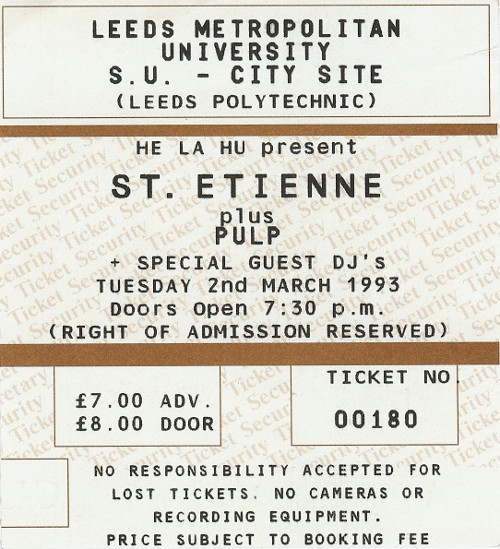 LEEDS METROPOLITAN
UNIVERSITY
S.U. - CITY SITE
(LEEDS POLYTECHNIC)
HE LA HU present
ST. ETIENNE
plus
PULP
+ SPECIAL GUEST DJ's
TUESDAY 2nd MARCH 1993
Doors Open 7:30 p.m.
(RIGHT OF ADMISSION RESERVED)
£7.00 ADV.
£8.00 DOOR
TICKET NO.
00180
NO RESPONSIBILITY ACCEPTED FOR
LOST TICKETS. NO CAMERAS OR
RECORDING EQUIPMENT.
PRICE SUBJECT TO BOOKING FEE